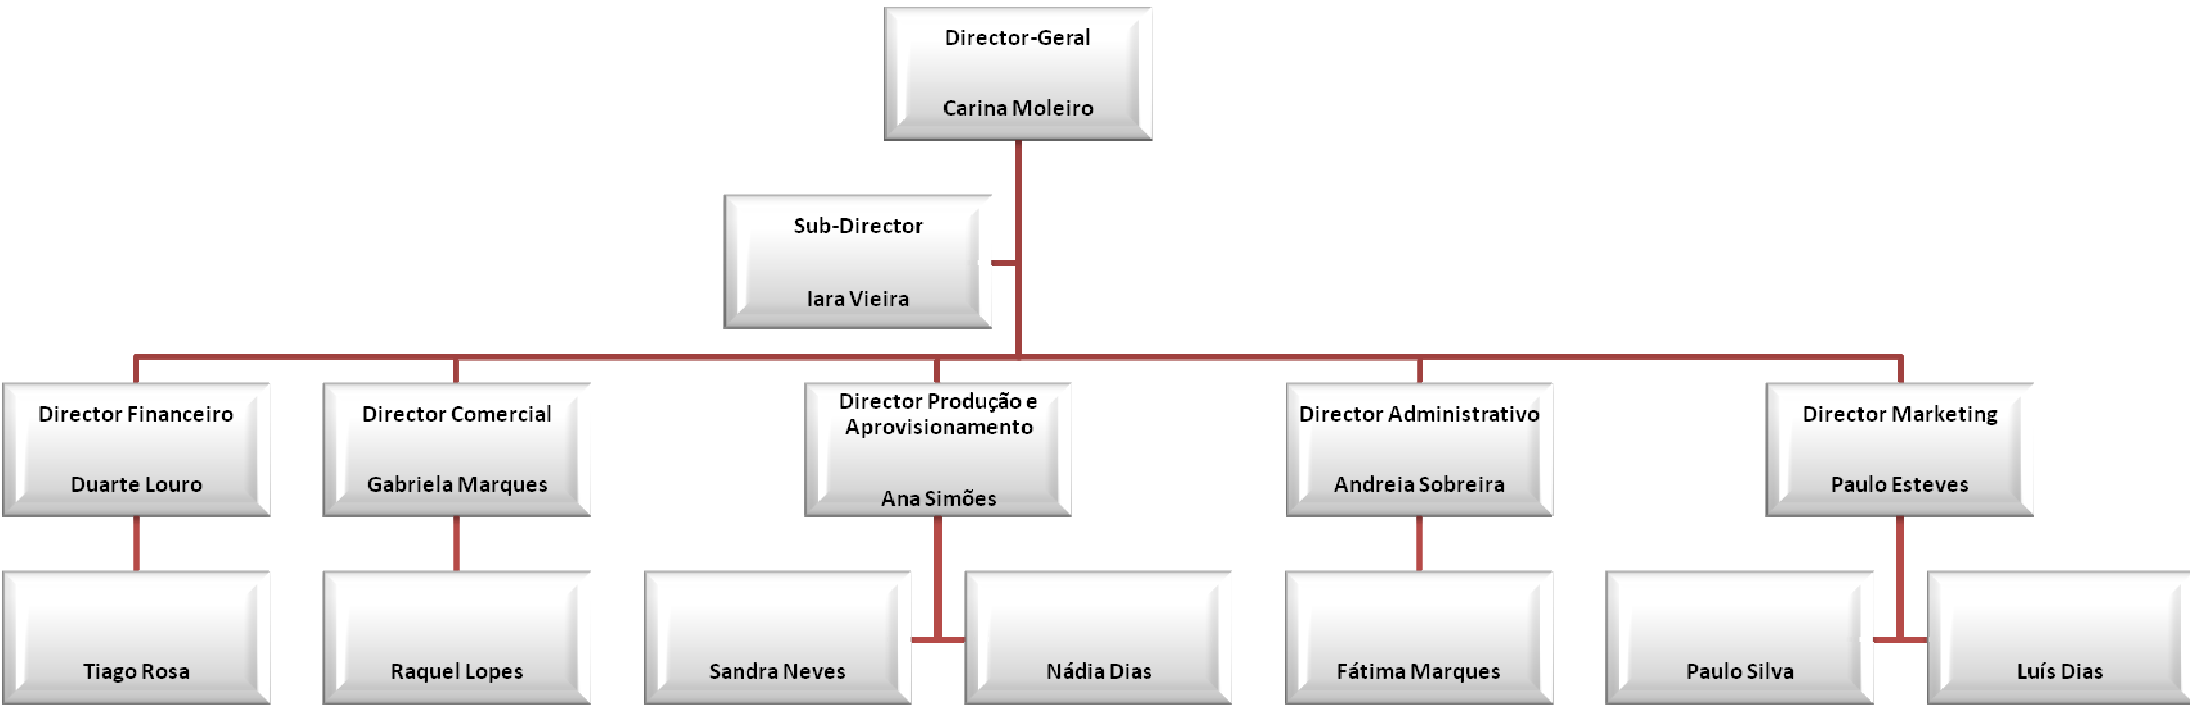 Director-Geral
Carina Moleiro
Sub-Director
Iara Vieira
Director Financeiro
Duarte Louro
Director Comercial
Gabriela Marques
Director Produção e
Aprovisionamento
Ana Simões
Director Administrativo
Andreia Sobreira
Director Marketing
Paulo Esteves
Tiago Rosa
Raquel Lopes
Sandra Neves
Nádia Dias
Fátima Marques
Paulo Silva
Luís Dias